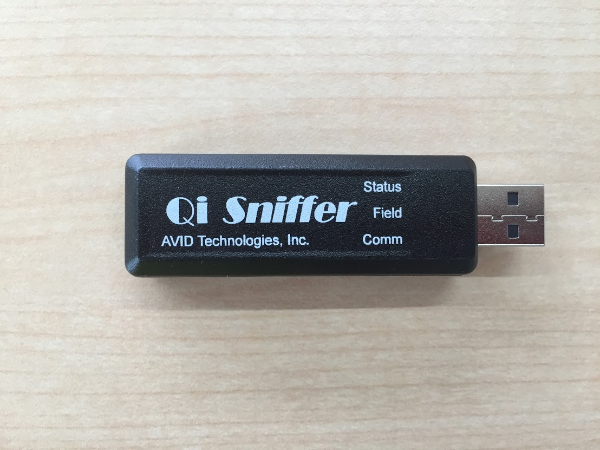 Qi Sniffer
AVID Technologies, Inc.
Status
Field
Comm